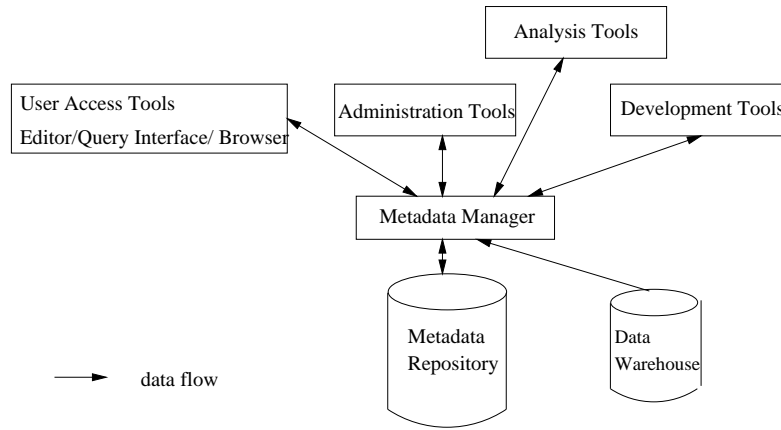 Analysis Tools
User Access Tools
Editor/Query Interface/ Browser
Administration Tools
Development Tools
Metadata Manager
Metadata
Repository
Data
Warehouse
data flow